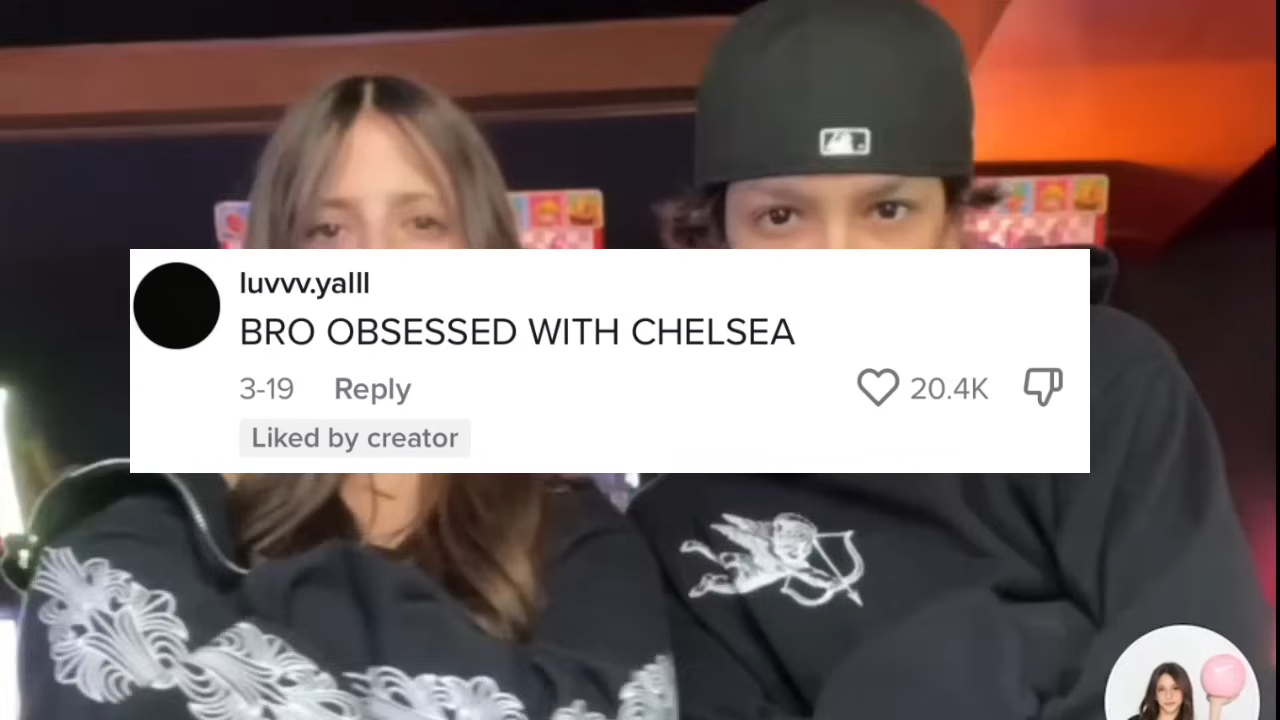 luvvv.yalll
BRO OBSESSED WITH CHELSEA
3-19 Reply 20.4K
Liked by creator